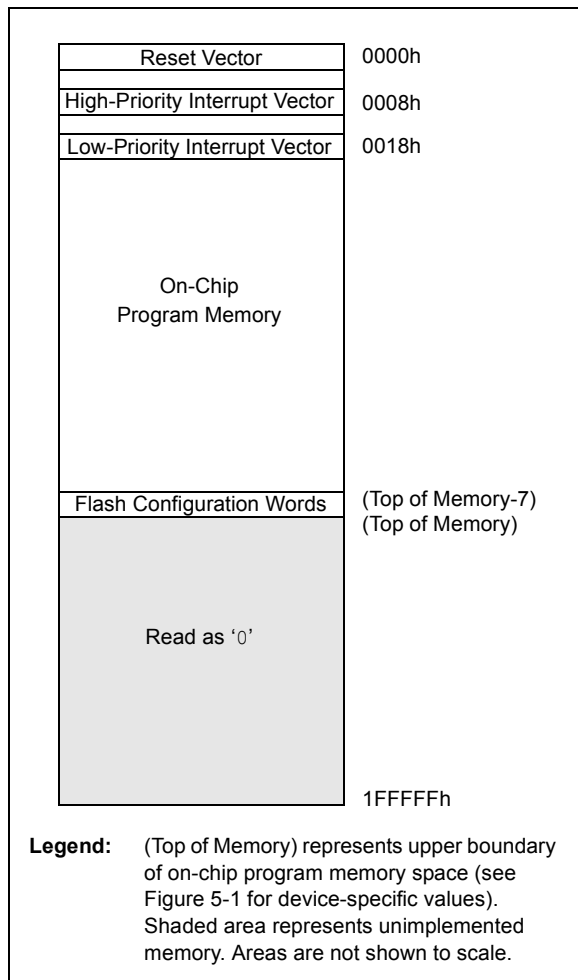 Reset Vector 0000h
High-Priority Interrupt Vector 0008h
Low-Priority Interrupt Vector 0018h
On-Chip
Program Memory
Flash Configuration Words (Top of Memory-7)
(Top of Memory)
Read as ‘0’
1FFFFFh
Legend: (Top of Memory) represents upper boundary
of on-chip program memory space (see
Figure 5-1 for device-specific values).
Shaded area represents unimplemented
memory. Areas are not shown to scale.